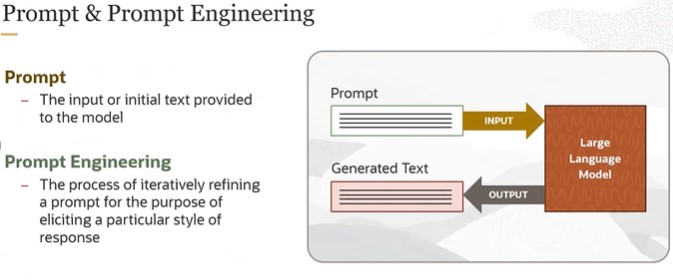 Prompt & Prompt Engineering
Prompt
– The input or initial text provided
to the model
Prompt Engineering
– The process of iteratively refining
a prompt for the purpose of
eliciting a particular style of
response
Prompt
INPUT
Large
Language
Model
Generated Text
OUTPUT